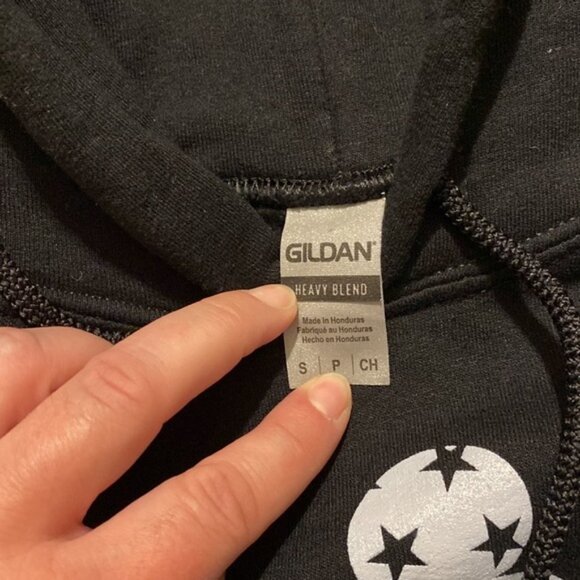 GILDAN®
HEAVY BLEND
Made in Honduras
Fabriqué au Honduras
Hecho en Honduras
S | P | CH